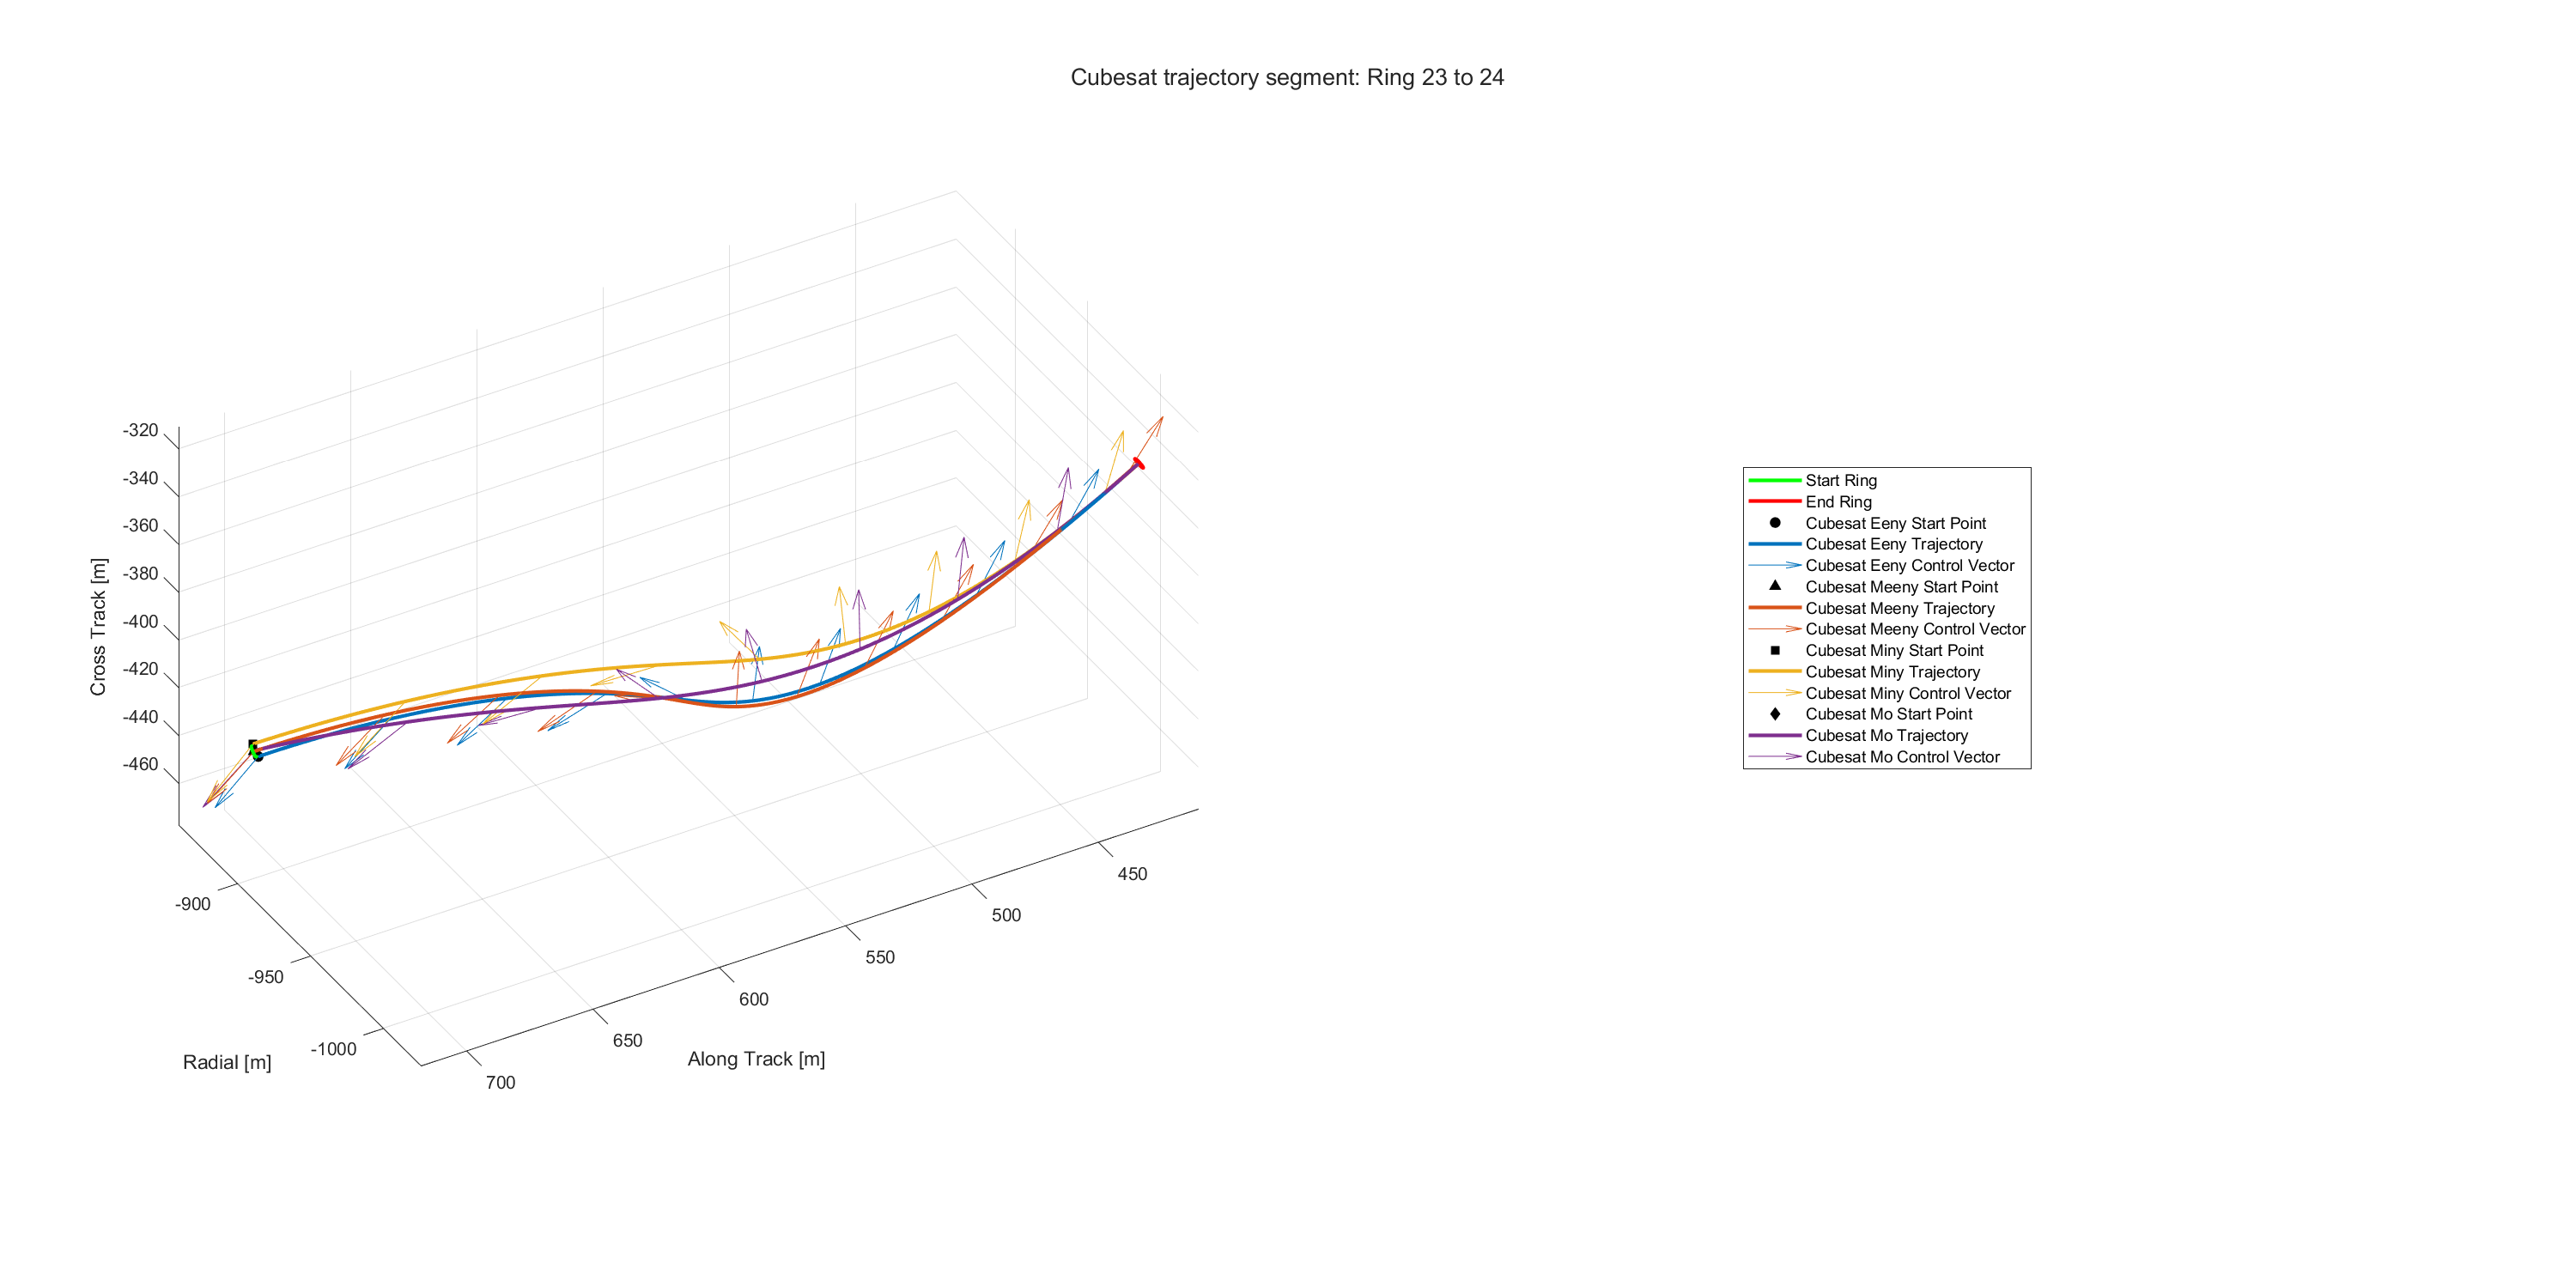 Cubesat trajectory segment: Ring 23 to 24
-320
-340
-360
-380
-400
-420
-440
-460
Cross Track [m]
-900
-950
-1000
Radial [m]
700
650
600
550
500
450
Along Track [m]
Start Ring
End Ring
Cubesat Eeny Start Point
Cubesat Eeny Trajectory
Cubesat Eeny Control Vector
Cubesat Meeny Start Point
Cubesat Meeny Trajectory
Cubesat Meeny Control Vector
Cubesat Miny Start Point
Cubesat Miny Trajectory
Cubesat Miny Control Vector
Cubesat Mo Start Point
Cubesat Mo Trajectory
Cubesat Mo Control Vector